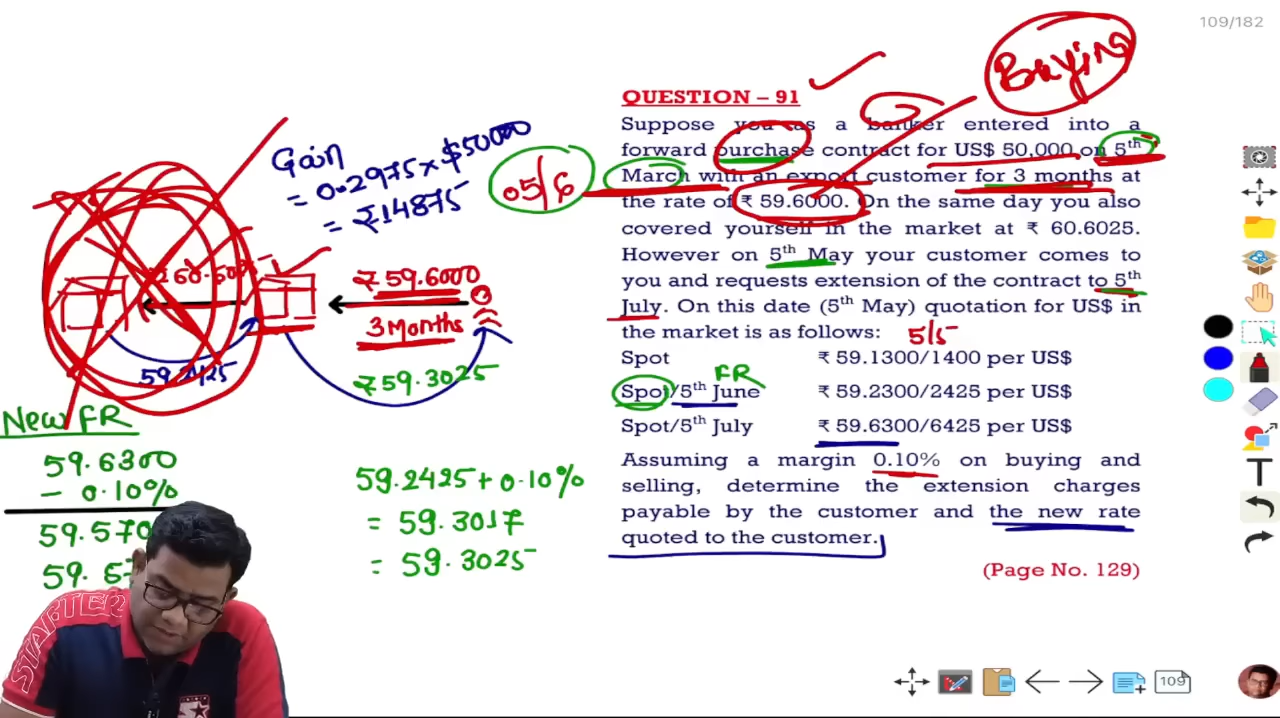 109/182
Buying
QUESTION – 91
Suppose you as a banker entered into a
forward purchase contract for US$ 50,000 on 5th
March with an export customer for 3 months at
the rate of ₹ 59.6000. On the same day you also
covered yourself in the market at ₹ 60.6025.
However on 5th May your customer comes to
you and requests extension of the contract to 5th
July. On this date (5th May) quotation for US$ in
the market is as follows: 5/5
Spot ₹ 59.1300/1400 per US$
FR
Spot/5th June ₹ 59.2300/2425 per US$
Spot/5th July ₹ 59.6300/6425 per US$
Assuming a margin 0.10% on buying and
selling, determine the extension charges
payable by the customer and the new rate
quoted to the customer.
(Page No. 129)
Gain
= 0.2975 x $50000
= ₹14875
05/6
₹ 59.6000
3 Months
₹ 59.3025
59.2425
New FR
59.6300
- 0.10%
59.2425 + 0.10%
= 59.3017
= 59.3025
STARTER
T
109